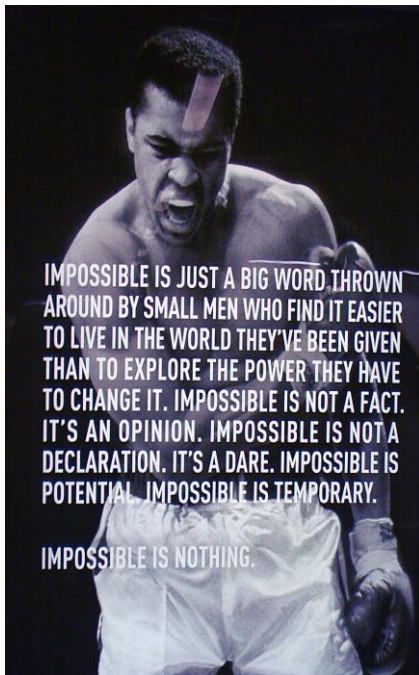 IMPOSSIBLE IS JUST A BIG WORD THROWN
AROUND BY SMALL MEN WHO FIND IT EASIER
TO LIVE IN THE WORLD THEY'VE BEEN GIVEN
THAN TO EXPLORE THE POWER THEY HAVE
TO CHANGE IT. IMPOSSIBLE IS NOT A FACT.
IT'S AN OPINION. IMPOSSIBLE IS NOT A
DECLARATION. IT'S A DARE. IMPOSSIBLE IS
POTENTIAL. IMPOSSIBLE IS TEMPORARY.
IMPOSSIBLE IS NOTHING.